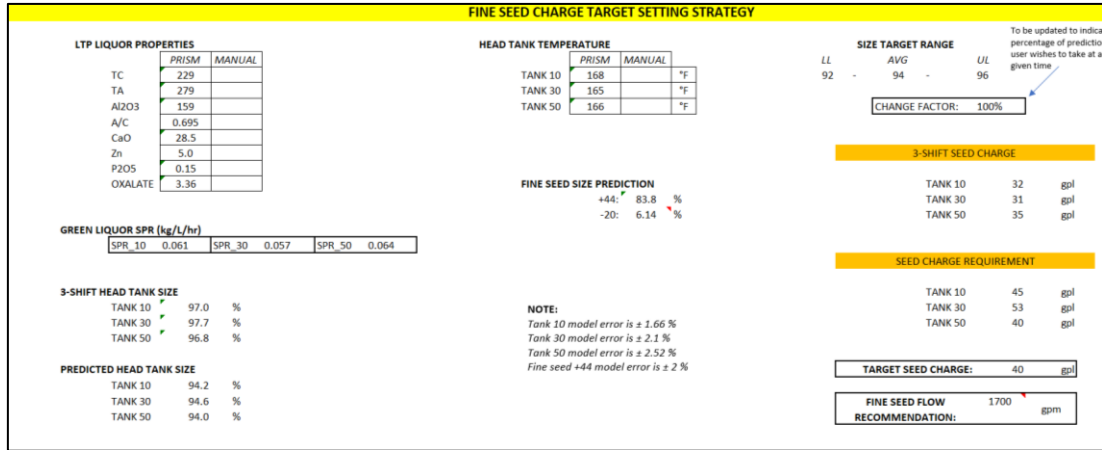 FINE SEED CHARGE TARGET SETTING STRATEGY
LTP LIQUOR PROPERTIES
PRISM MANUAL
TC 229
TA 279
Al2O3 159
A/C 0.695
CaO 28.5
Zn 5.0
P2O5 0.15
OXALATE 3.36
GREEN LIQUOR SPR (kg/L/hr)
SPR_10 0.061 SPR_30 0.057 SPR_50 0.064
3-SHIFT HEAD TANK SIZE
TANK 10 97.0 %
TANK 30 97.7 %
TANK 50 96.8 %
PREDICTED HEAD TANK SIZE
TANK 10 94.2 %
TANK 30 94.6 %
TANK 50 94.0 %
HEAD TANK TEMPERATURE
PRISM MANUAL
TANK 10 168 °F
TANK 30 165 °F
TANK 50 166 °F
FINE SEED SIZE PREDICTION
+44: 83.8 %
-20: 6.14 %
NOTE:
Tank 10 model error is ± 1.66 %
Tank 30 model error is ± 2.1 %
Tank 50 model error is ± 2.52 %
Fine seed +44 model error is ± 2 %
To be updated to indica
percentage of predictio
user wishes to take at a
given time
SIZE TARGET RANGE
LL AVG UL
92 - 94 - 96
CHANGE FACTOR: 100%
3-SHIFT SEED CHARGE
TANK 10 32 gpl
TANK 30 31 gpl
TANK 50 35 gpl
SEED CHARGE REQUIREMENT
TANK 10 45 gpl
TANK 30 53 gpl
TANK 50 40 gpl
TARGET SEED CHARGE: 40 gpl
FINE SEED FLOW 1700
RECOMMENDATION: gpm